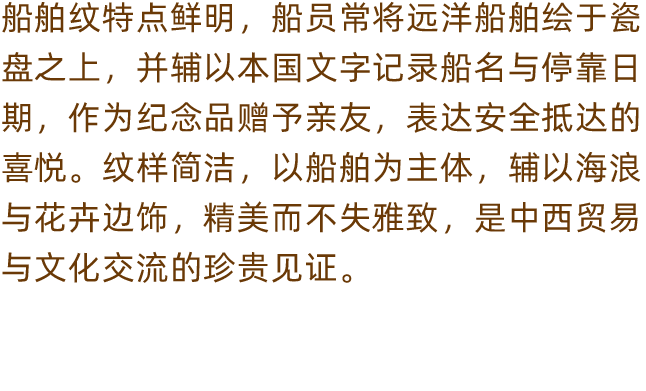 船舶纹特点鲜明，船员常将远洋船舶绘于瓷
盘之上，并辅以本国文字记录船名与停靠日
期，作为纪念品赠予亲友，表达安全抵达的
喜悦。纹样简洁，以船舶为主体，辅以海浪
与花卉边饰，精美而不失雅致，是中西贸易
与文化交流的珍贵见证。